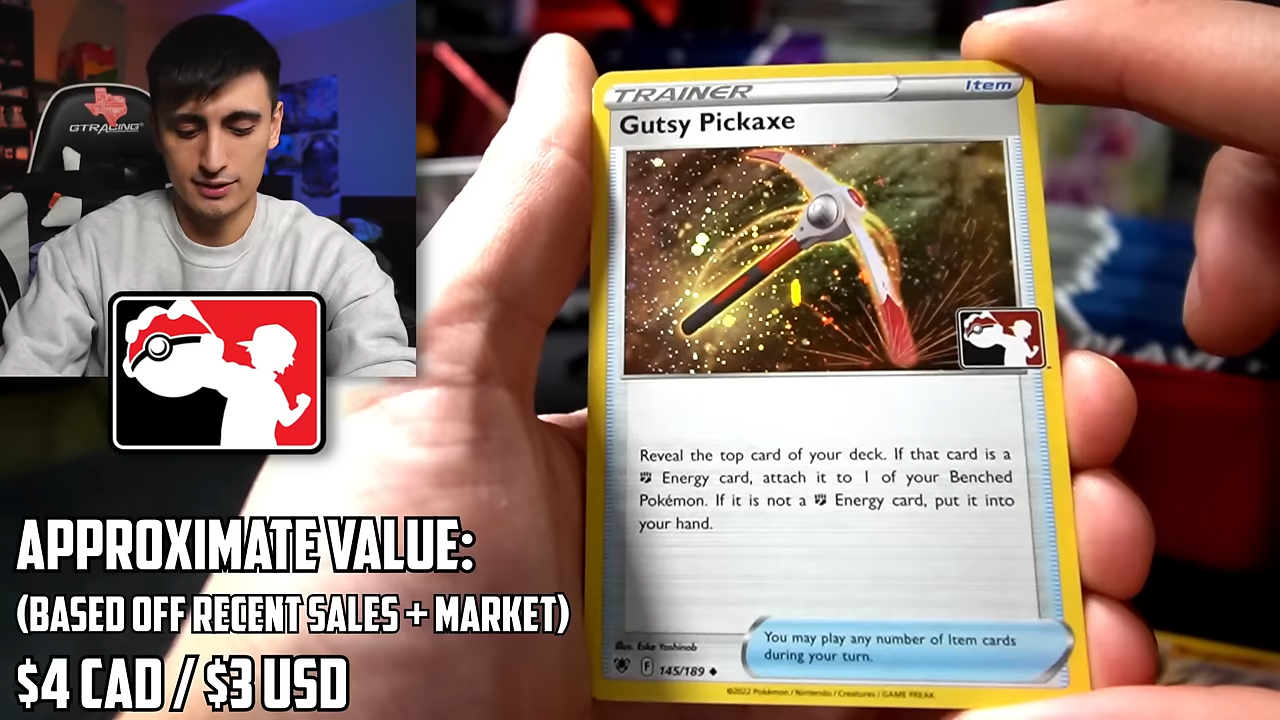 GTRACING
TRAINER
Item
Gutsy Pickaxe
Reveal the top card of your deck. If that card is a
Energy card, attach it to 1 of your Benched
Pokémon. If it is not a Energy card, put it into
your hand.
You may play any number of Item cards
during your turn.
Illus. Eske Yoshinob
F 145/189
©2022 Pokémon / Nintendo / Creatures / GAME FREAK
APPROXIMATE VALUE:
(BASED OFF RECENT SALES + MARKET)
$4 CAD / $3 USD